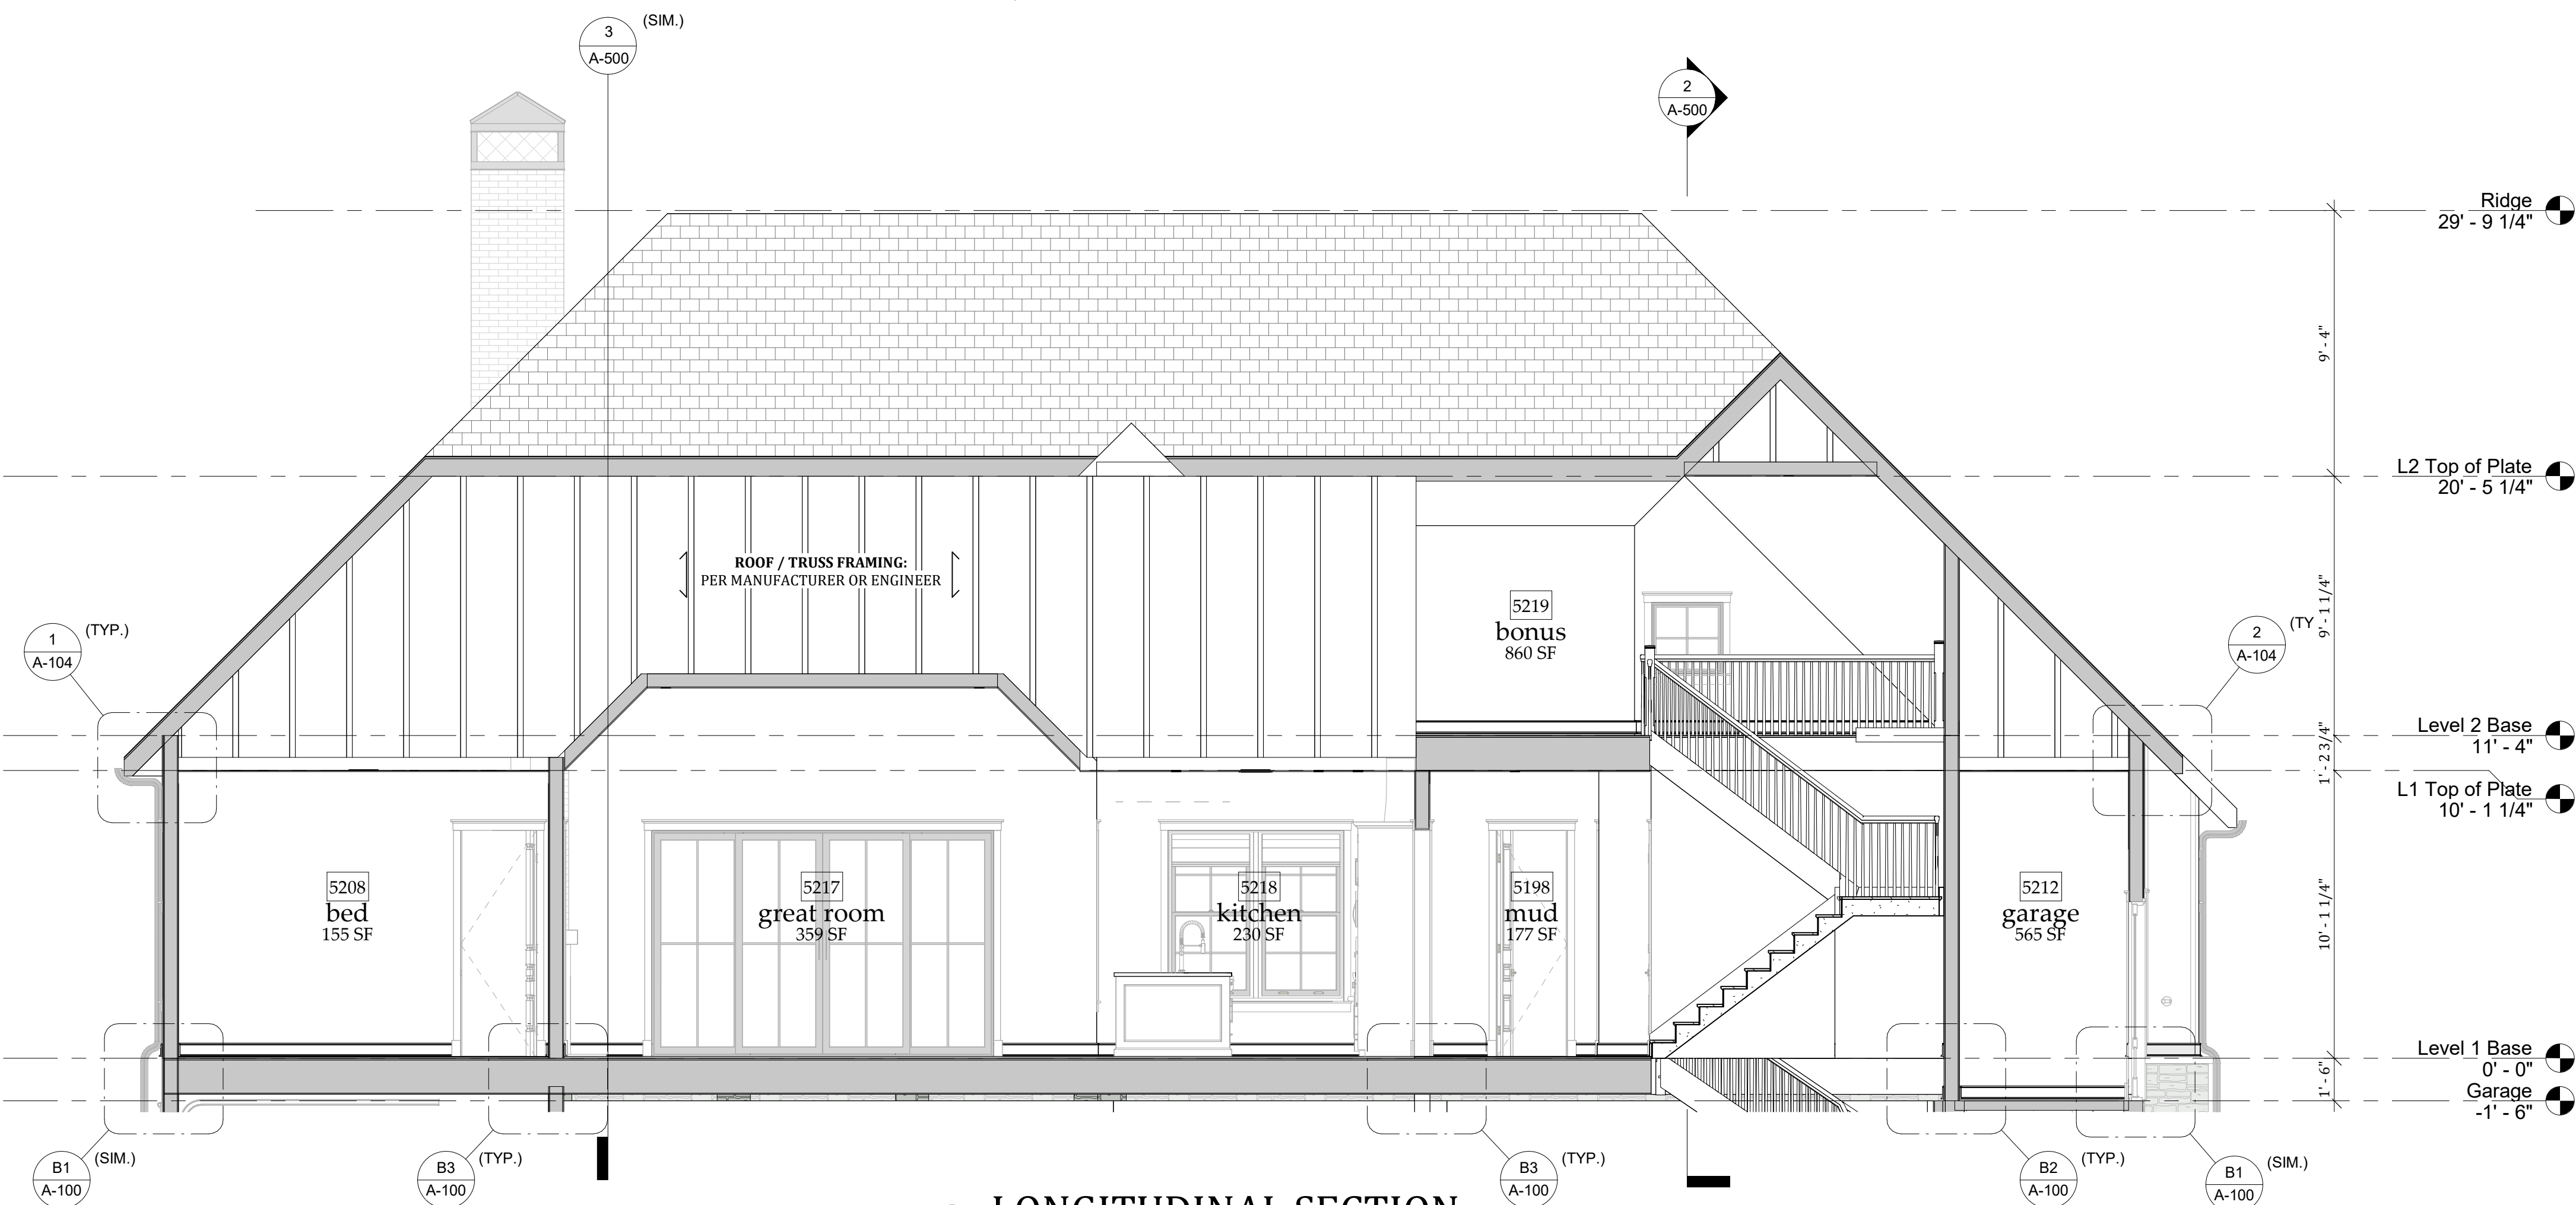 3
A-500
(SIM.)
2
A-500
Ridge
29' - 9 1/4"
9' - 4"
L2 Top of Plate
20' - 5 1/4"
ROOF / TRUSS FRAMING:
PER MANUFACTURER OR ENGINEER
5219
bonus
860 SF
9' - 1 1/4"
1
A-104
(TYP.)
2
A-104
(TY
Level 2 Base
11' - 4"
1' - 2 3/4"
L1 Top of Plate
10' - 1 1/4"
5208
bed
155 SF
5217
great room
359 SF
5218
kitchen
230 SF
5198
mud
177 SF
5212
garage
565 SF
10' - 1 1/4"
Level 1 Base
0' - 0"
Garage
-1' - 6"
1' - 6"
B1
A-100
(SIM.)
B3
A-100
(TYP.)
B3
A-100
(TYP.)
B2
A-100
(TYP.)
B1
A-100
(SIM.)
LONGITUDINAL SECTION